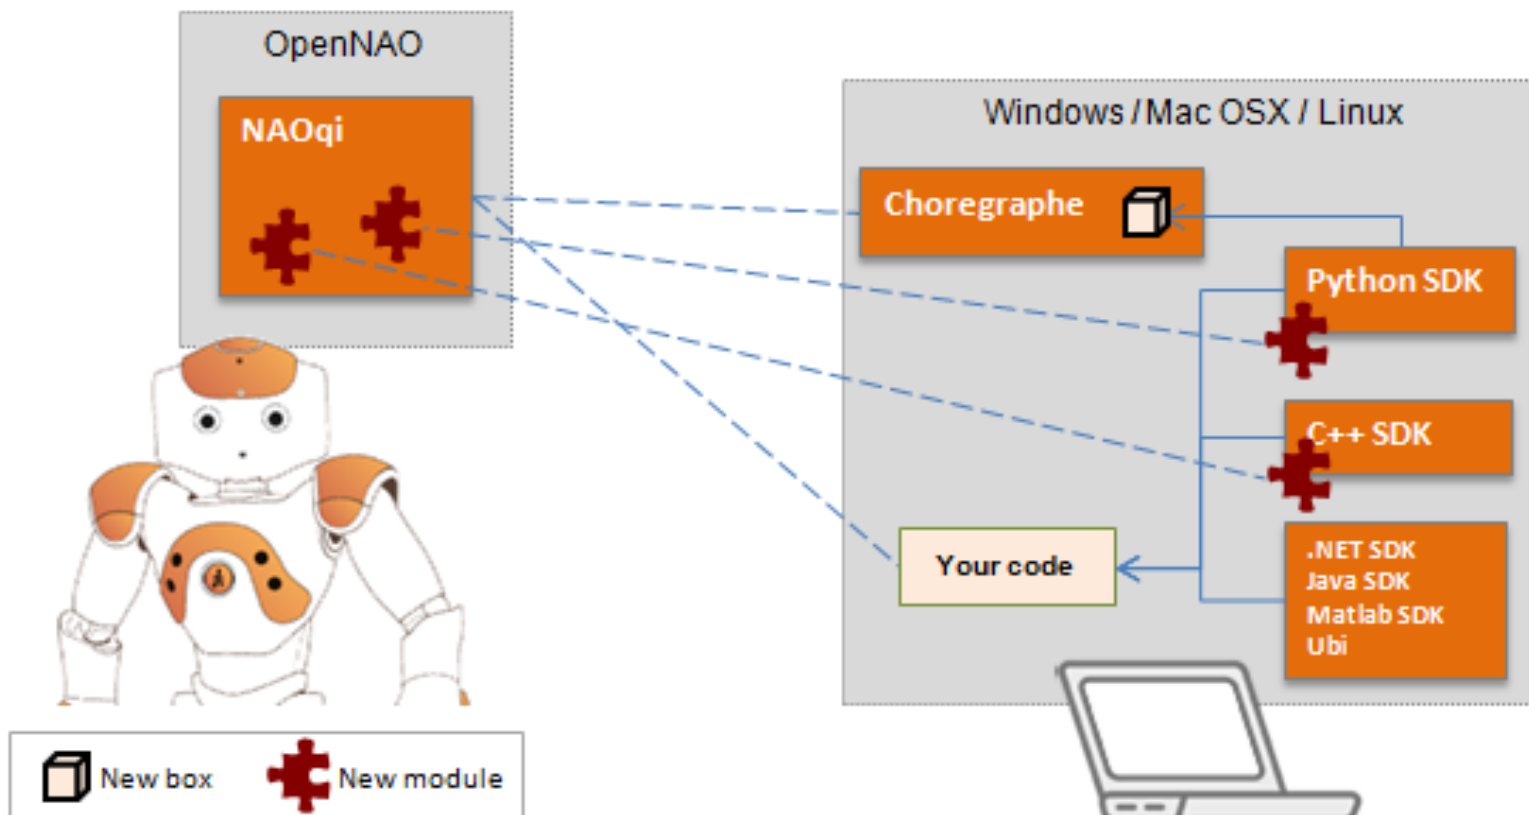 OpenNAO
NAOqi
Windows / Mac OSX / Linux
Choregraphe
Python SDK
C++ SDK
Your code
.NET SDK
Java SDK
Matlab SDK
Ubi
New box
New module